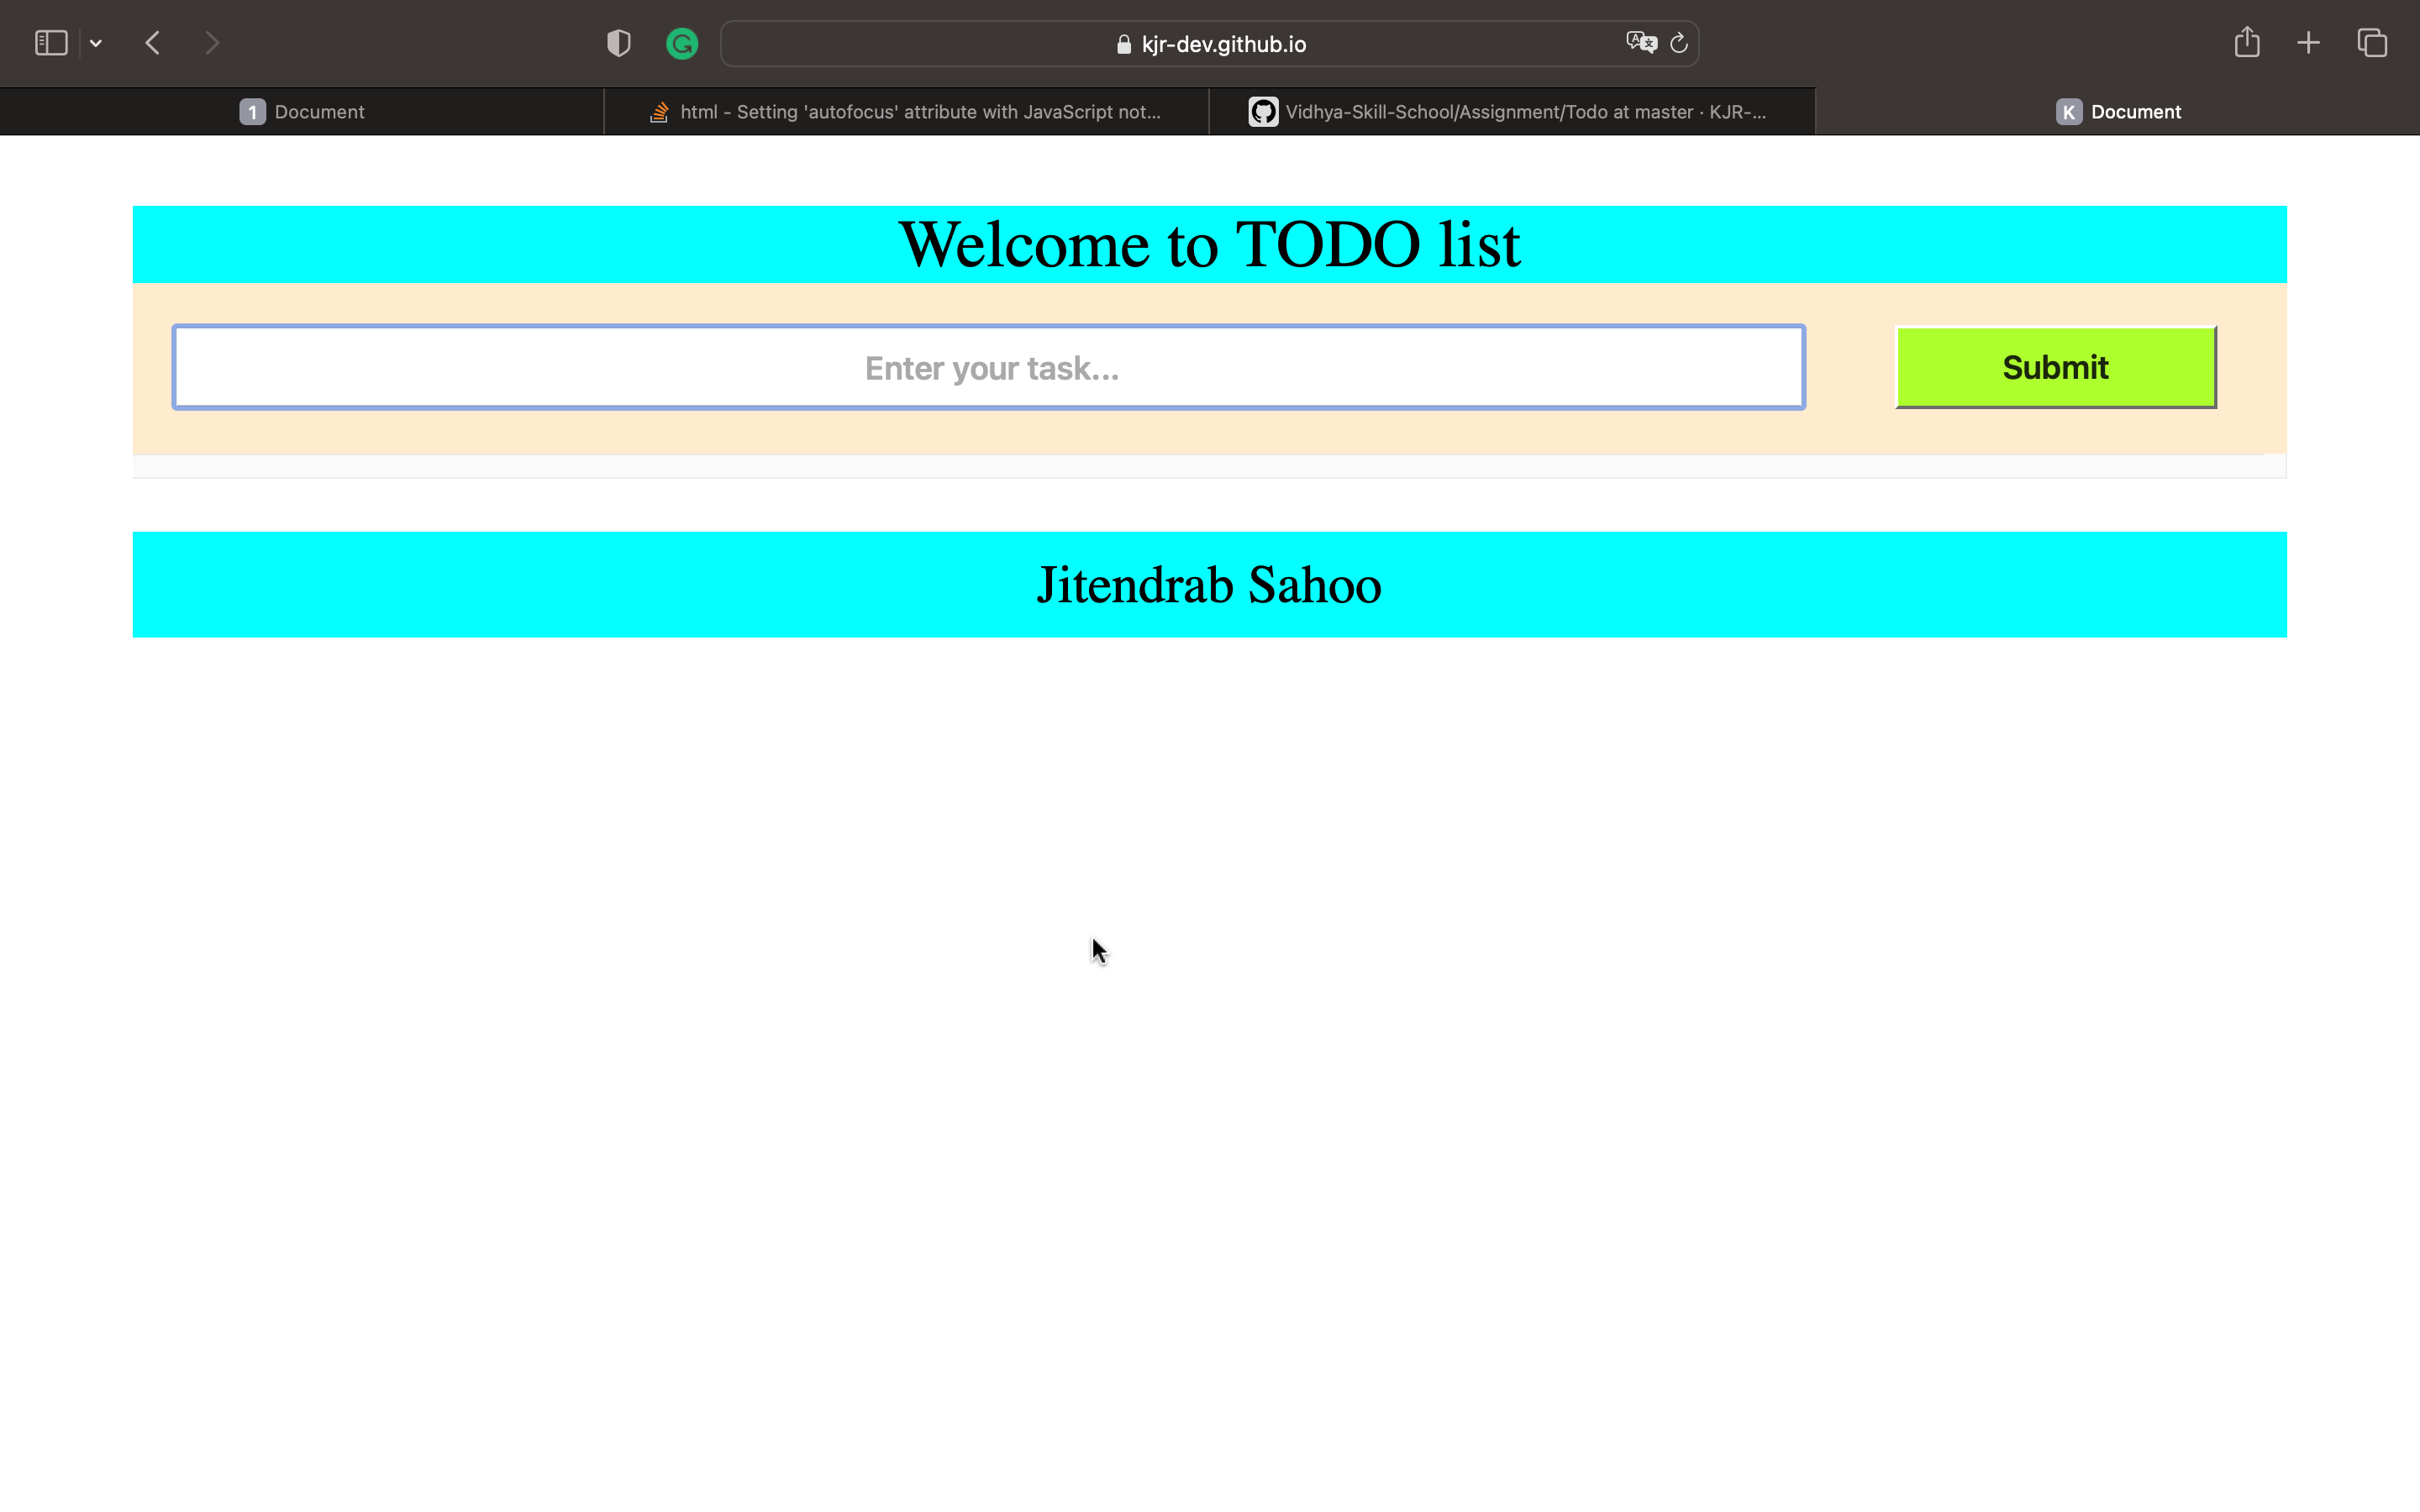 kjr-dev.github.io
1 Document
html - Setting 'autofocus' attribute with JavaScript not...
Vidhya-Skill-School/Assignment/Todo at master · KJR-...
K Document
Welcome to TODO list
Enter your task...
Submit
Jitendrab Sahoo